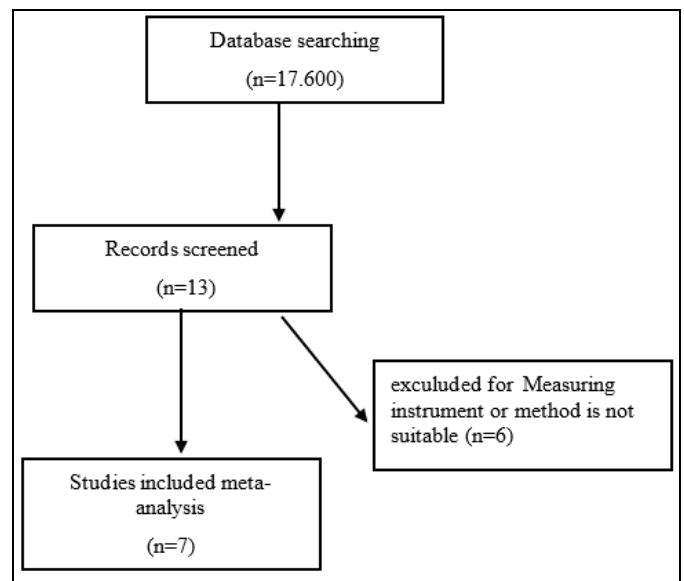 Database searching
(n=17.600)
Records screened
(n=13)
exculuded for Measuring
instrument or method is not
suitable (n=6)
Studies included meta-
analysis
(n=7)